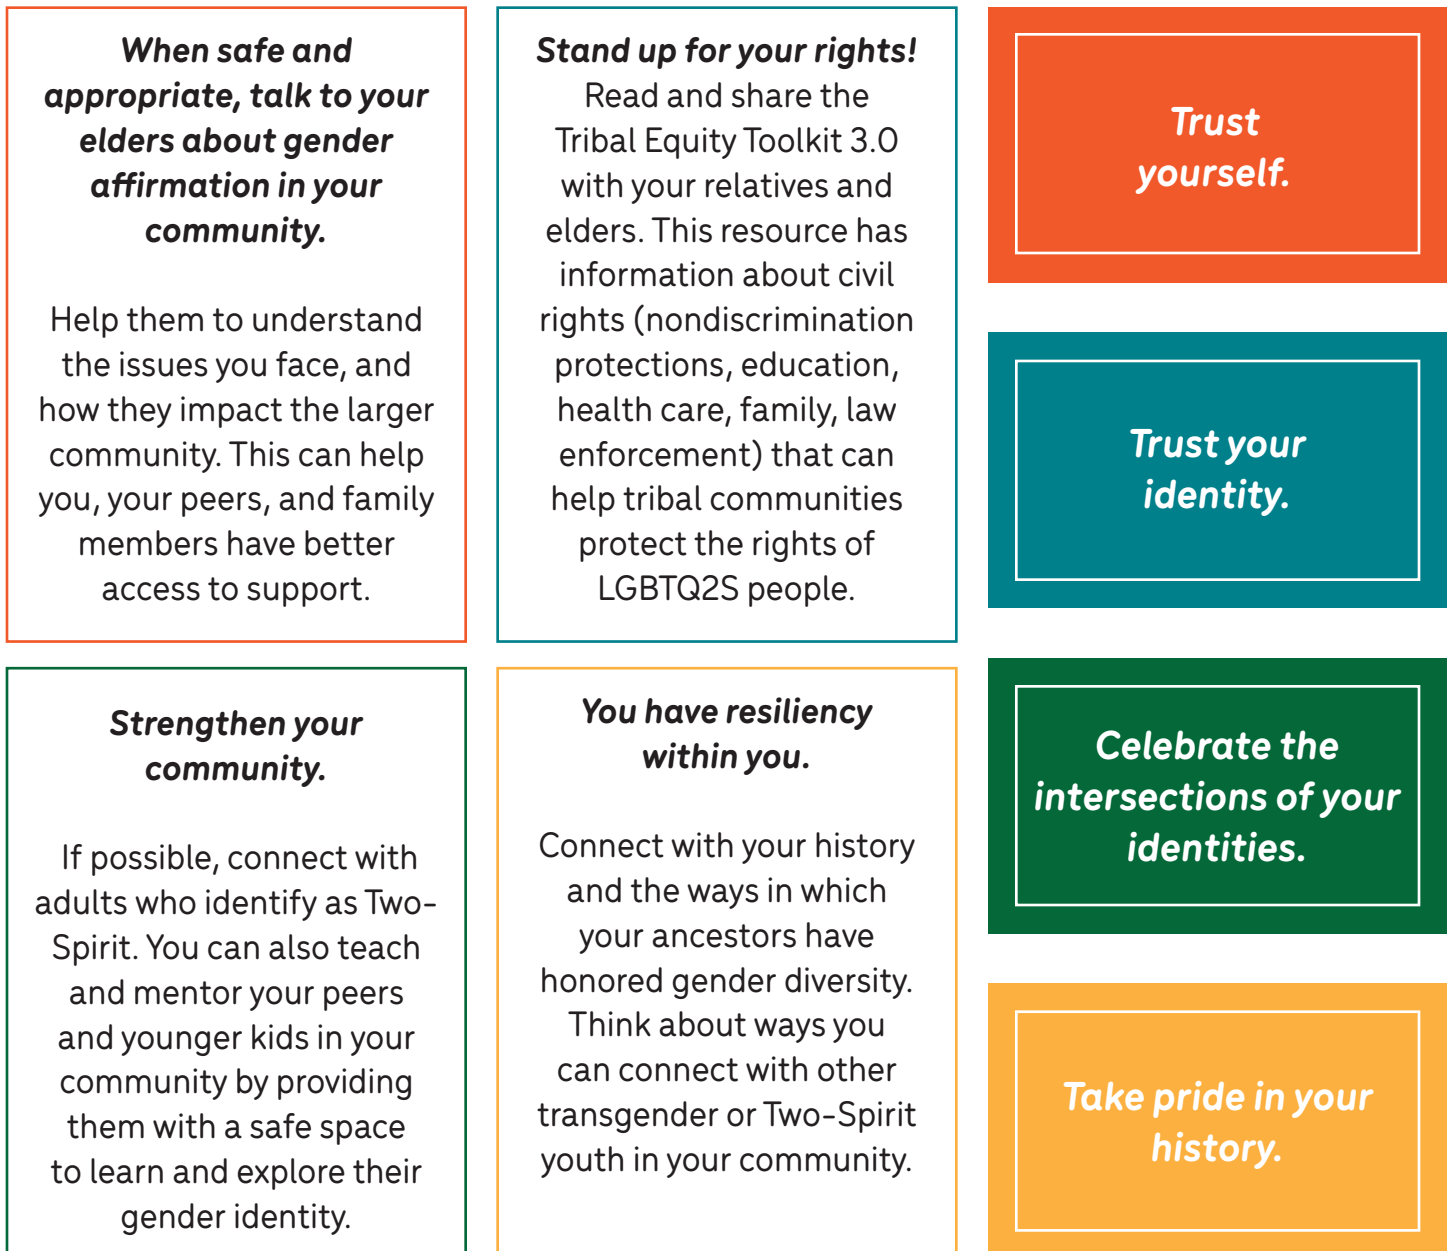 When safe and
appropriate, talk to your
elders about gender
affirmation in your
community.
Help them to understand
the issues you face, and
how they impact the larger
community. This can help
you, your peers, and family
members have better
access to support.
Stand up for your rights!
Read and share the
Tribal Equity Toolkit 3.0
with your relatives and
elders. This resource has
information about civil
rights (nondiscrimination
protections, education,
health care, family, law
enforcement) that can
help tribal communities
protect the rights of
LGBTQ2S people.
Trust
yourself.
Trust your
identity.
Strengthen your
community.
If possible, connect with
adults who identify as Two-
Spirit. You can also teach
and mentor your peers
and younger kids in your
community by providing
them with a safe space
to learn and explore their
gender identity.
You have resiliency
within you.
Connect with your history
and the ways in which
your ancestors have
honored gender diversity.
Think about ways you
can connect with other
transgender or Two-Spirit
youth in your community.
Celebrate the
intersections of your
identities.
Take pride in your
history.